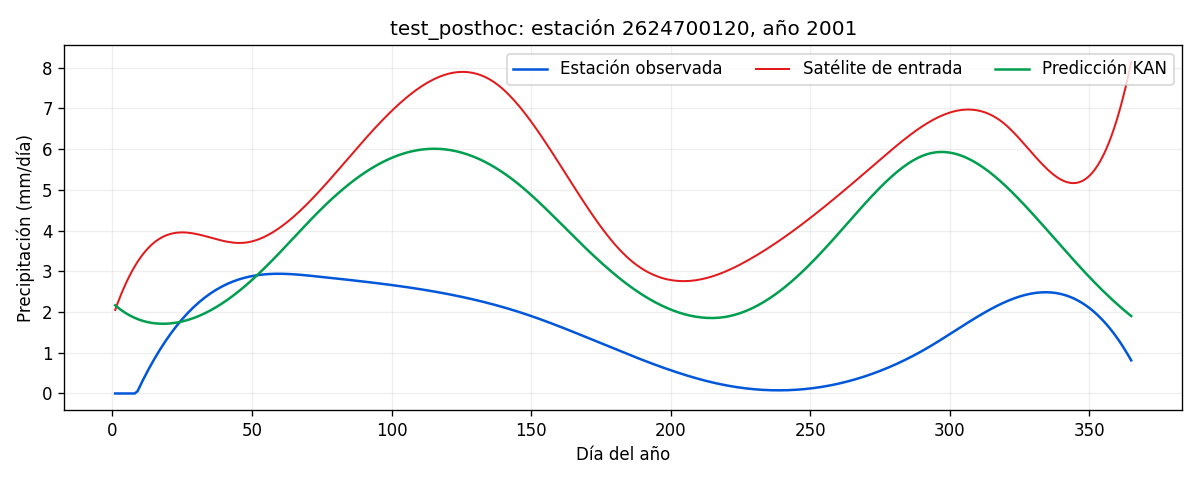 test_posthoc: estación 2624700120, año 2001
Estación observada
Satélite de entrada
Predicción KAN
Precipitación (mm/día)
8
7
6
5
4
3
2
1
0
0
50
100
150
200
250
300
350
Día del año